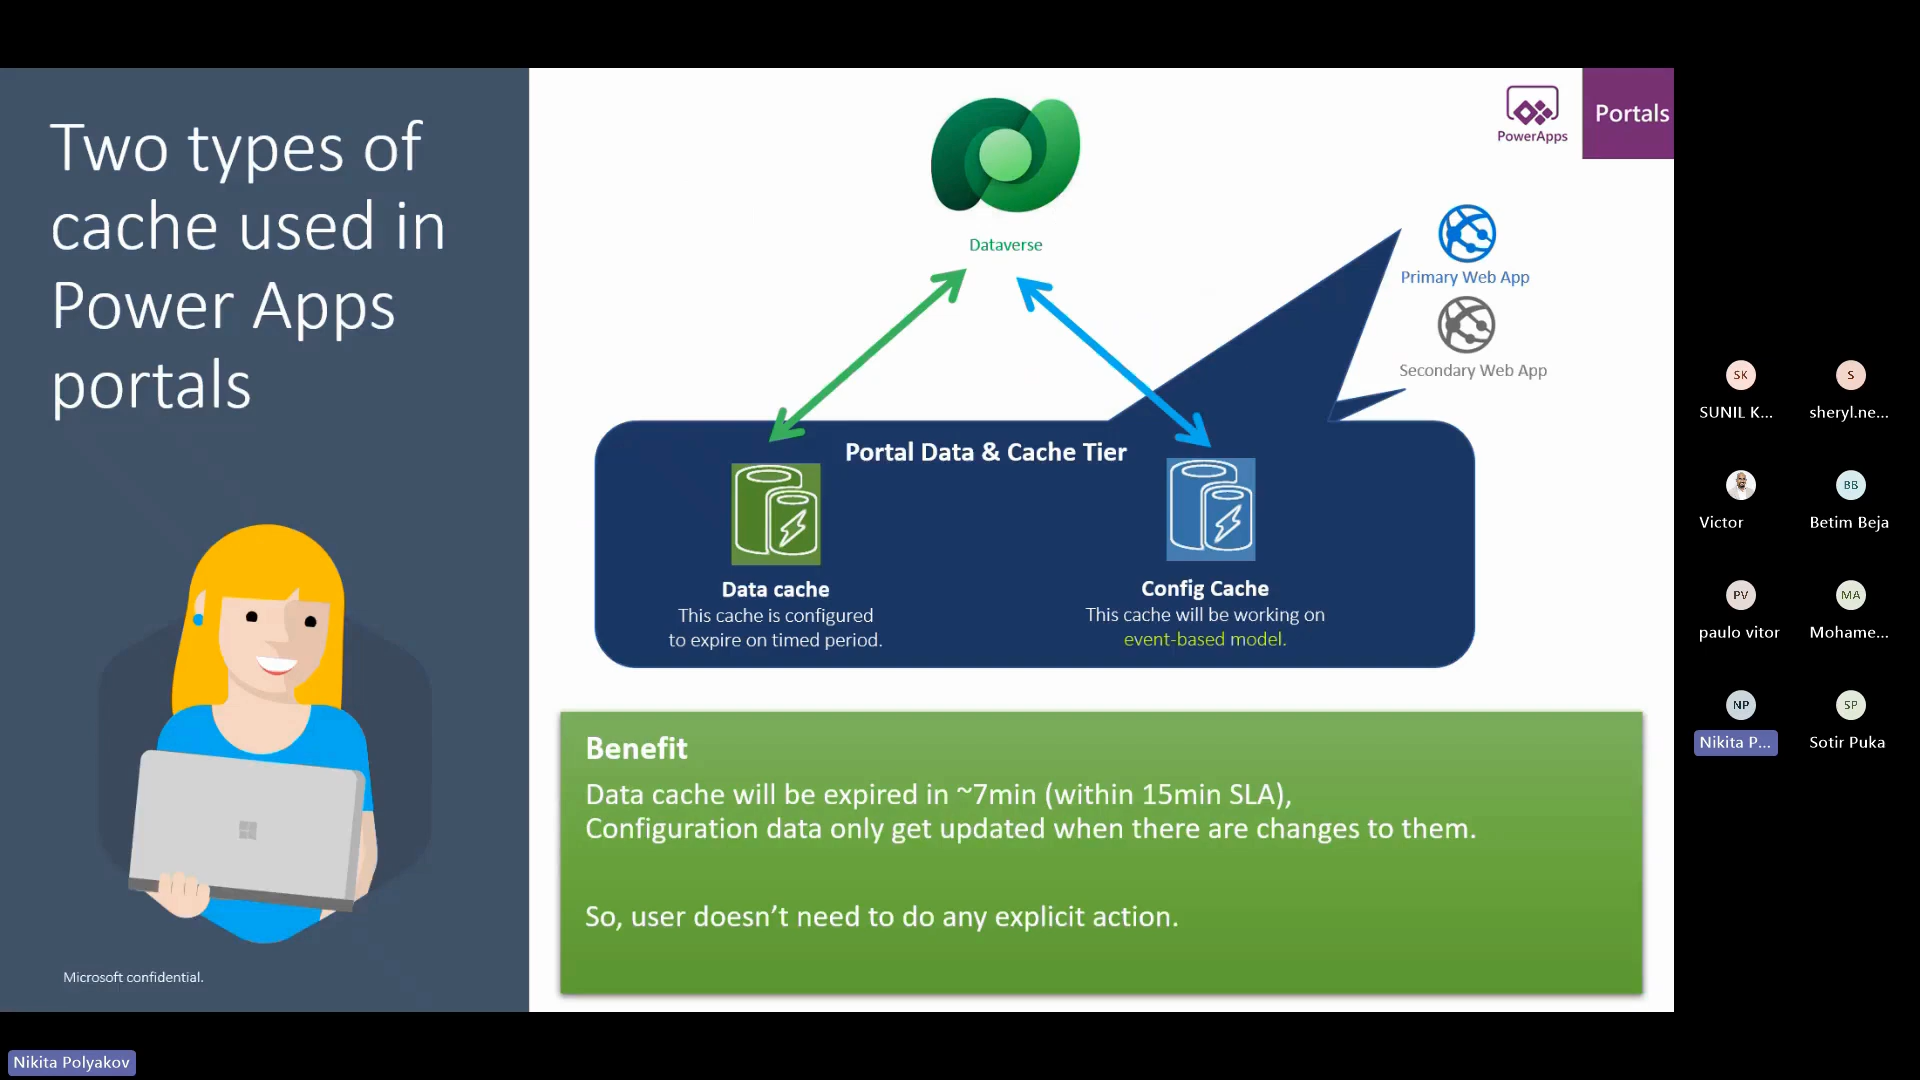 Two types of
cache used in
Power Apps
portals
Microsoft confidential.
PowerApps
Portals
Dataverse
Primary Web App
Secondary Web App
Portal Data & Cache Tier
Data cache
This cache is configured
to expire on timed period.
Config Cache
This cache will be working on
event-based model.
Benefit
Data cache will be expired in ~7min (within 15min SLA),
Configuration data only get updated when there are changes to them.
So, user doesn’t need to do any explicit action.
SK
SUNIL K...
S
sheryl.ne...
Victor
BB
Betim Beja
PV
paulo vitor
MA
Mohame...
NP
Nikita P...
SP
Sotir Puka
Nikita Polyakov